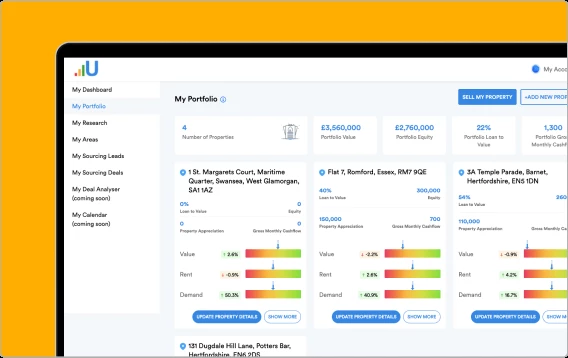 U
My Acco
My Dashboard
My Portfolio
My Research
My Areas
My Sourcing Leads
My Sourcing Deals
My Deal Analyser
(coming soon)
My Calendar
(coming soon)
My Portfolio
SELL MY PROPERTY
+ADD NEW PROP
4
Number of Properties
£3,560,000
Portfolio Value
£2,760,000
Portfolio Equity
22%
Portfolio Loan to
Value
1,300
Portfolio Gro
Monthly Cashf
1 St. Margarets Court, Maritime
Quarter, Swansea, West Glamorgan,
SA1 1AZ
0%
Loan to Value
0
Equity
0
Property Appreciation
0
Gross Monthly Cashflow
Value
↑ 2.6%
Rent
↓ -0.9%
Demand
↑ 50.3%
UPDATE PROPERTY DETAILS
SHOW MORE
Flat 7, Romford, Essex, RM7 9QE
40%
Loan to Value
300,000
Equity
150,000
Property Appreciation
700
Gross Monthly Cashflow
Value
↓ -2.2%
Rent
↑ 2.6%
Demand
↑ 40.9%
UPDATE PROPERTY DETAILS
SHOW MORE
3A Temple Parade, Barnet,
Hertfordshire, EN5 1DN
54%
Loan to Value
260
110,000
Property Appreciation
Gross Mont
Value
↓ -0.9%
Rent
↑ 4.2%
Demand
↑ 16.7%
UPDATE PROPERTY DETAILS
SHOW M
131 Dugdale Hill Lane, Potters Bar,
Hertfordshire, EN6 2DS